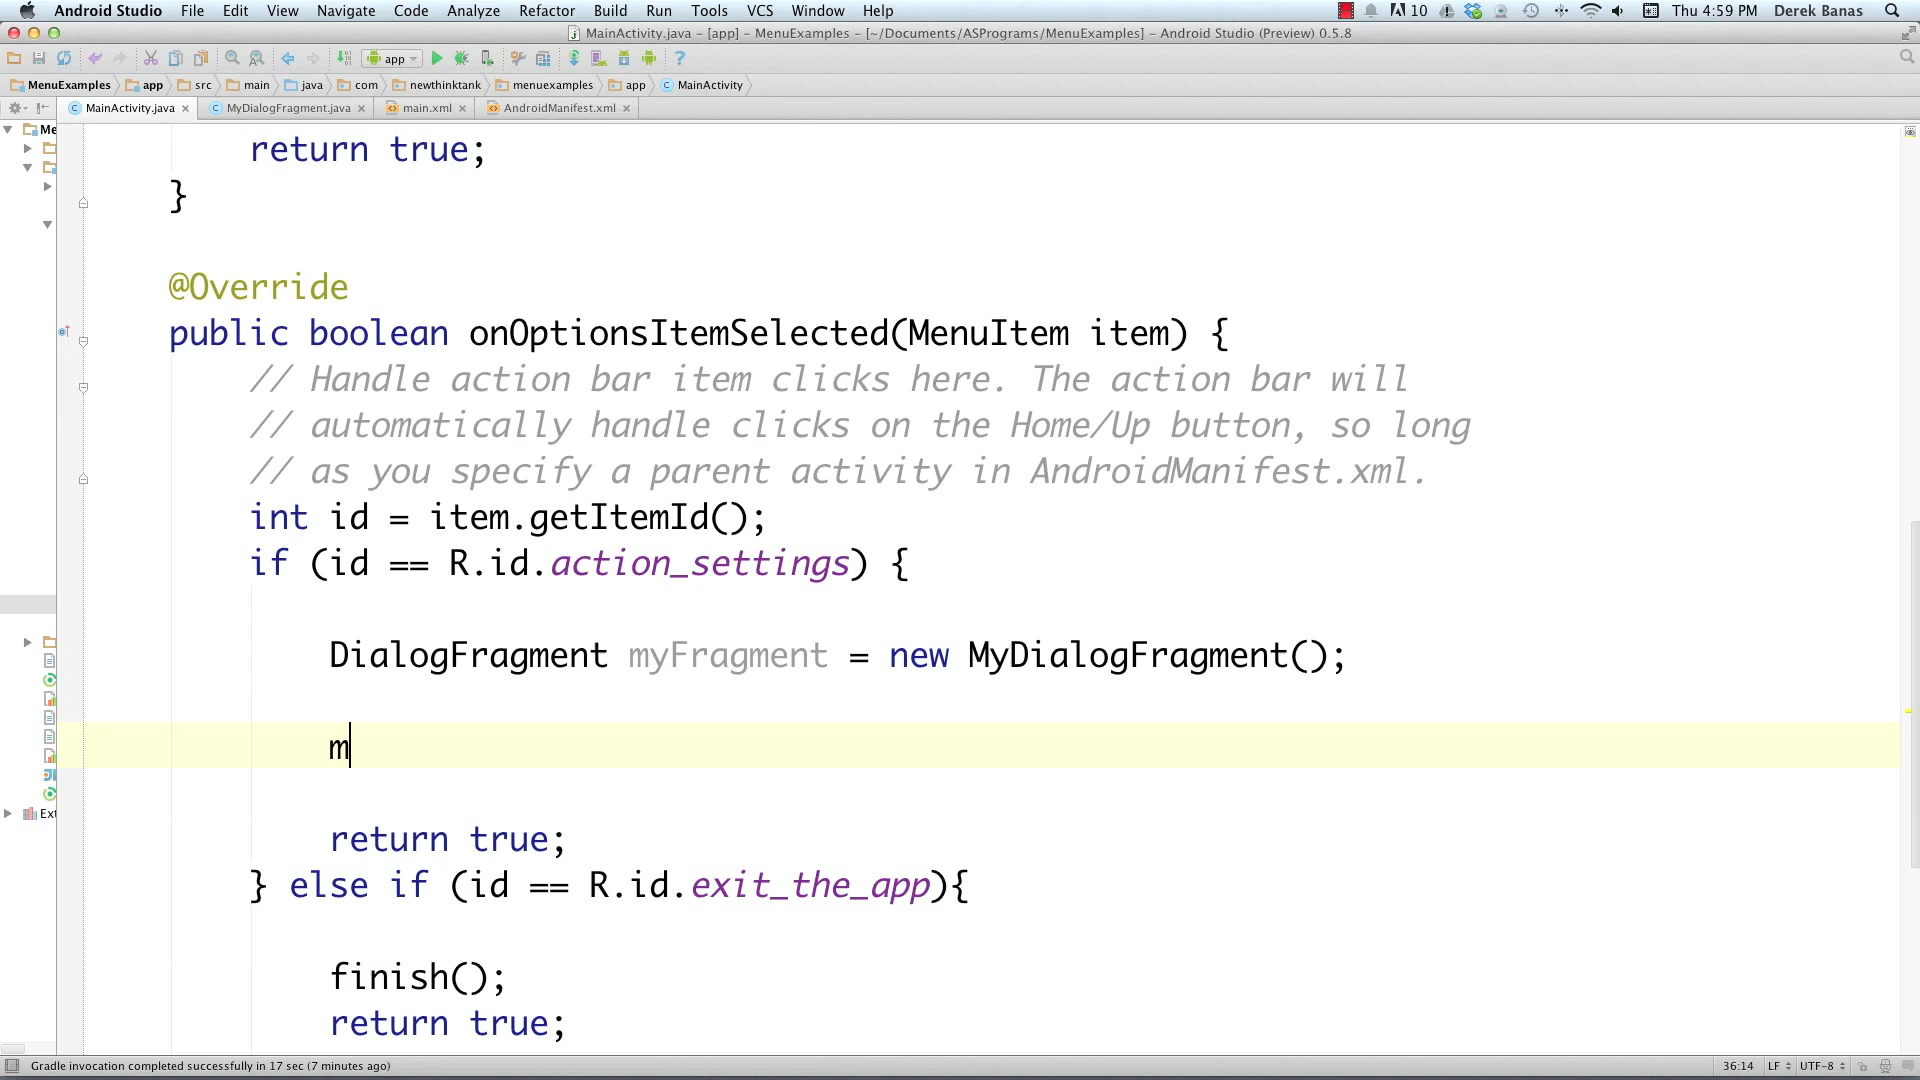 Android Studio File Edit View Navigate Code Analyze Refactor Build Run Tools VCS Window Help 10 Thu 4:59 PM Derek Banas
MainActivity.java - [app] - MenuExamples - [~/Documents/ASPrograms/MenuExamples] - Android Studio (Preview) 0.5.8
app
MenuExamples app src main java com newthinktank menuexamples app MainActivity
MainActivity.java MyDialogFragment.java main.xml AndroidManifest.xml
Me
return true;
}
@Override
public boolean onOptionsItemSelected(MenuItem item) {
// Handle action bar item clicks here. The action bar will
// automatically handle clicks on the Home/Up button, so long
// as you specify a parent activity in AndroidManifest.xml.
int id = item.getItemId();
if (id == R.id.action_settings) {
DialogFragment myFragment = new MyDialogFragment();
m
Ext
return true;
} else if (id == R.id.exit_the_app){
finish();
return true;
Gradle invocation completed successfully in 17 sec (7 minutes ago) 36:14 LF UTF-8